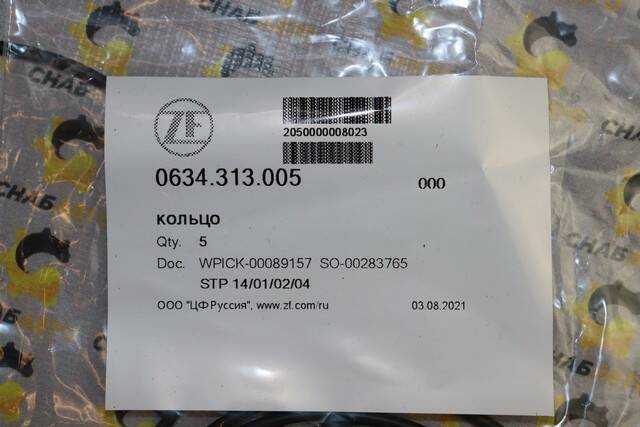 ZF
2050000008023
0634.313.005 000
КОЛЬЦО
Qty. 5
Doc. WPICK-00089157 SO-00283765
STP 14/01/02/04
ООО "ЦФ Руссия", www.zf.com/ru 03.08.2021
СНАБ
СНАБ
СНАБ
СНАБ